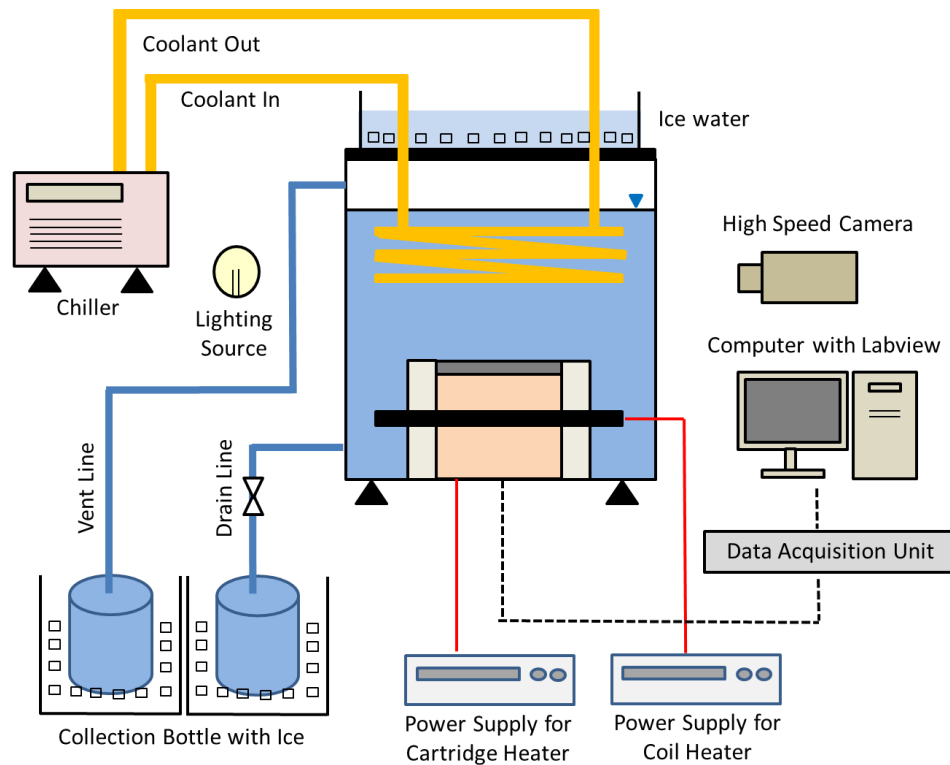 Coolant Out
Coolant In
Ice water
High Speed Camera
Chiller
Lighting
Source
Computer with Labview
Vent Line
Drain Line
Data Acquisition Unit
Collection Bottle with Ice
Power Supply for
Cartridge Heater
Power Supply for
Coil Heater